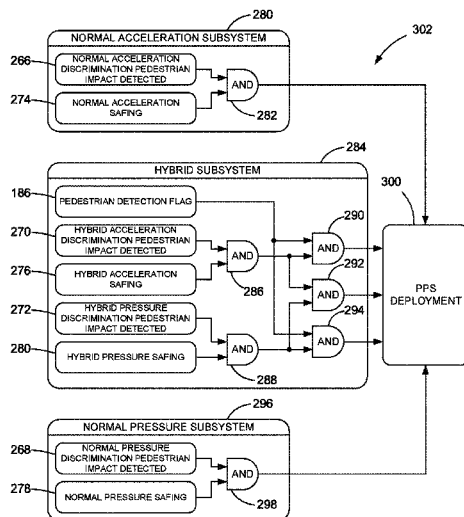 280
NORMAL ACCELERATION SUBSYSTEM
302
266
NORMAL ACCELERATION
DISCRIMINATION PEDESTRIAN
IMPACT DETECTED
AND
274
NORMAL ACCELERATION
SAFING
282
284
HYBRID SUBSYSTEM
186
PEDESTRIAN DETECTION FLAG
290
300
AND
270
HYBRID ACCELERATION
DISCRIMINATION PEDESTRIAN
IMPACT DETECTED
AND
292
276
HYBRID ACCELERATION
SAFING
286
AND
PPS
DEPLOYMENT
272
HYBRID PRESSURE
DISCRIMINATION PEDESTRIAN
IMPACT DETECTED
294
AND
280
HYBRID PRESSURE SAFING
AND
288
296
NORMAL PRESSURE SUBSYSTEM
268
NORMAL PRESSURE
DISCRIMINATION PEDESTRIAN
IMPACT DETECTED
AND
278
NORMAL PRESSURE SAFING
298